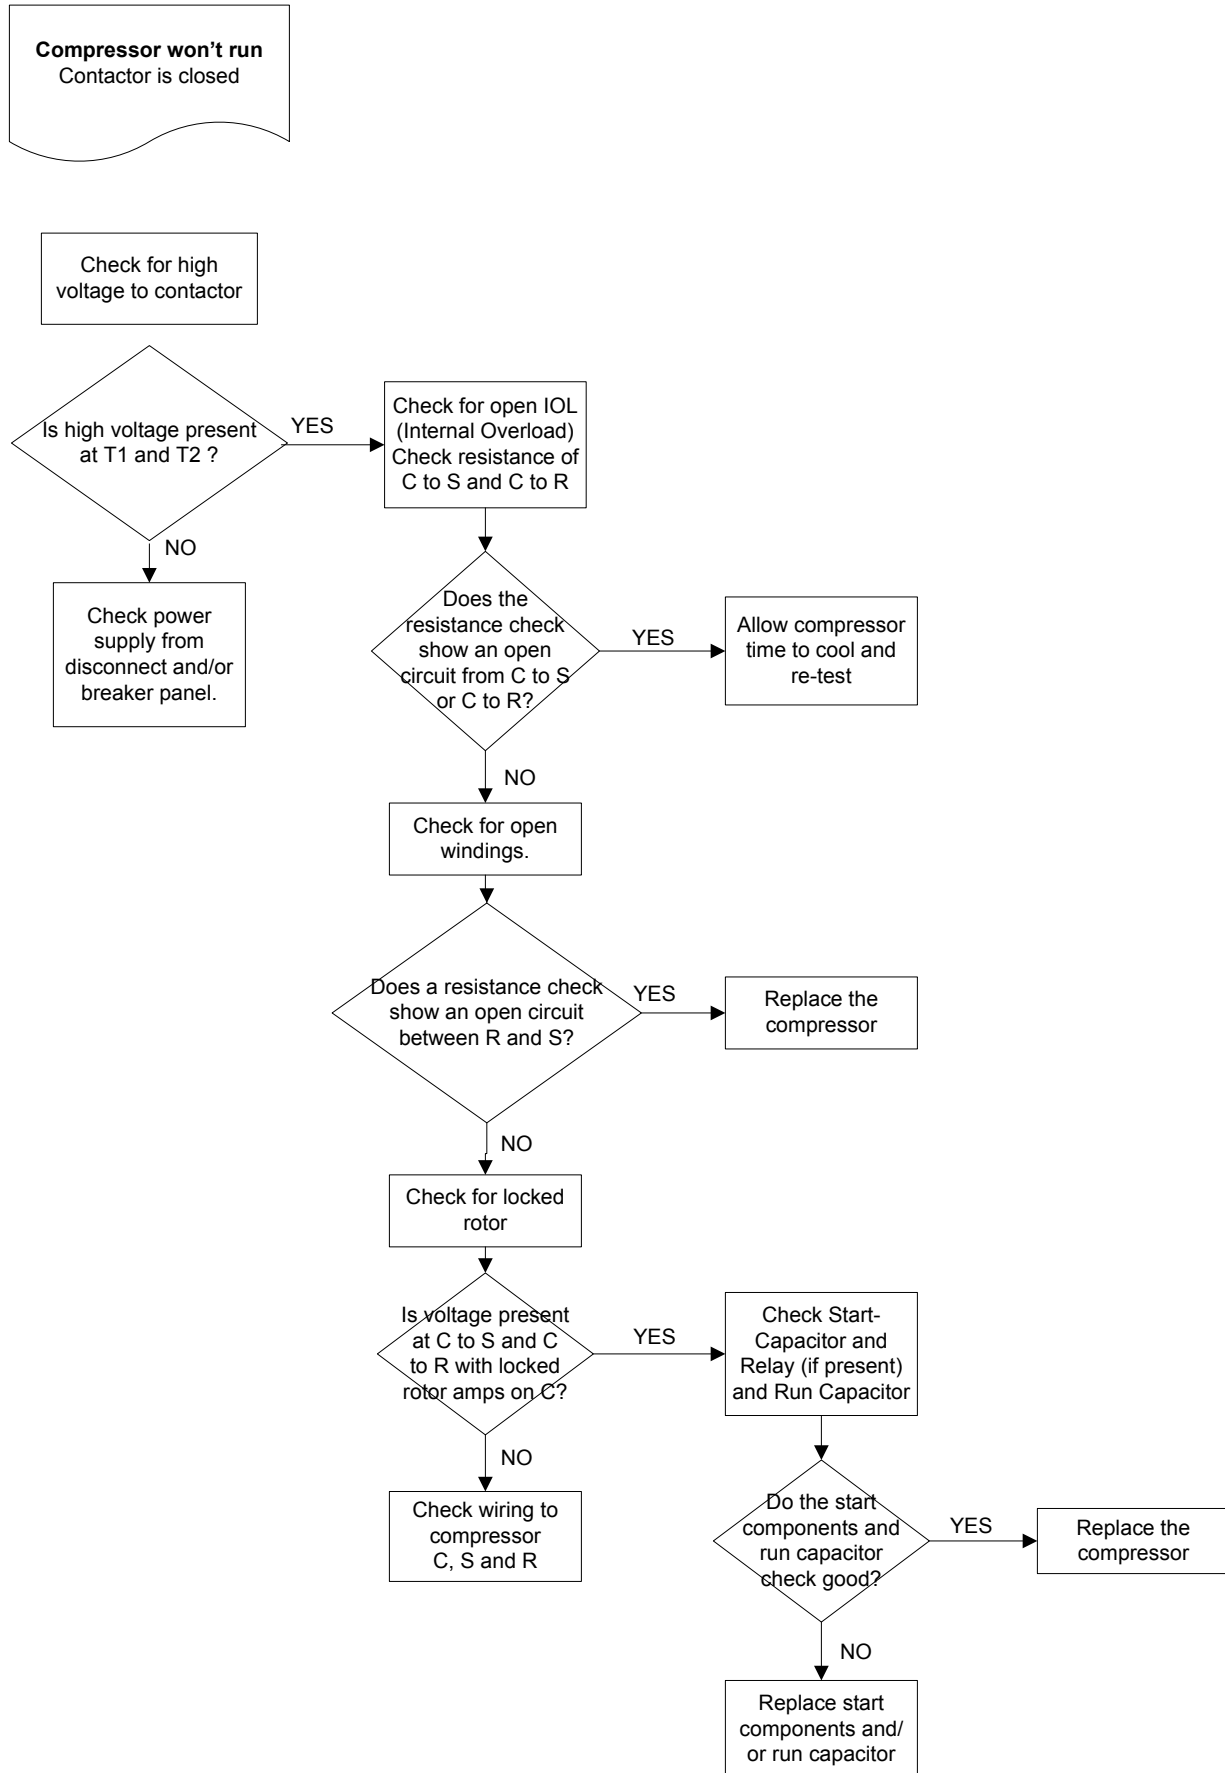 Compressor won't run
Contactor is closed
Check for high
voltage to contactor
Is high voltage present
at T1 and T2 ?
YES
NO
Check power
supply from
disconnect and/or
breaker panel.
Check for open IOL
(Internal Overload)
Check resistance of
C to S and C to R
Does the
resistance check
show an open
circuit from C to S
or C to R?
YES
Allow compressor
time to cool and
re-test
NO
Check for open
windings.
Does a resistance check
show an open circuit
between R and S?
YES
Replace the
compressor
NO
Check for locked
rotor
Is voltage present
at C to S and C
to R with locked
rotor amps on C?
YES
Check Start-
Capacitor and
Relay (if present)
and Run Capacitor
NO
Check wiring to
compressor
C, S and R
Do the start
components and
run capacitor
check good?
YES
Replace the
compressor
NO
Replace start
components and/
or run capacitor